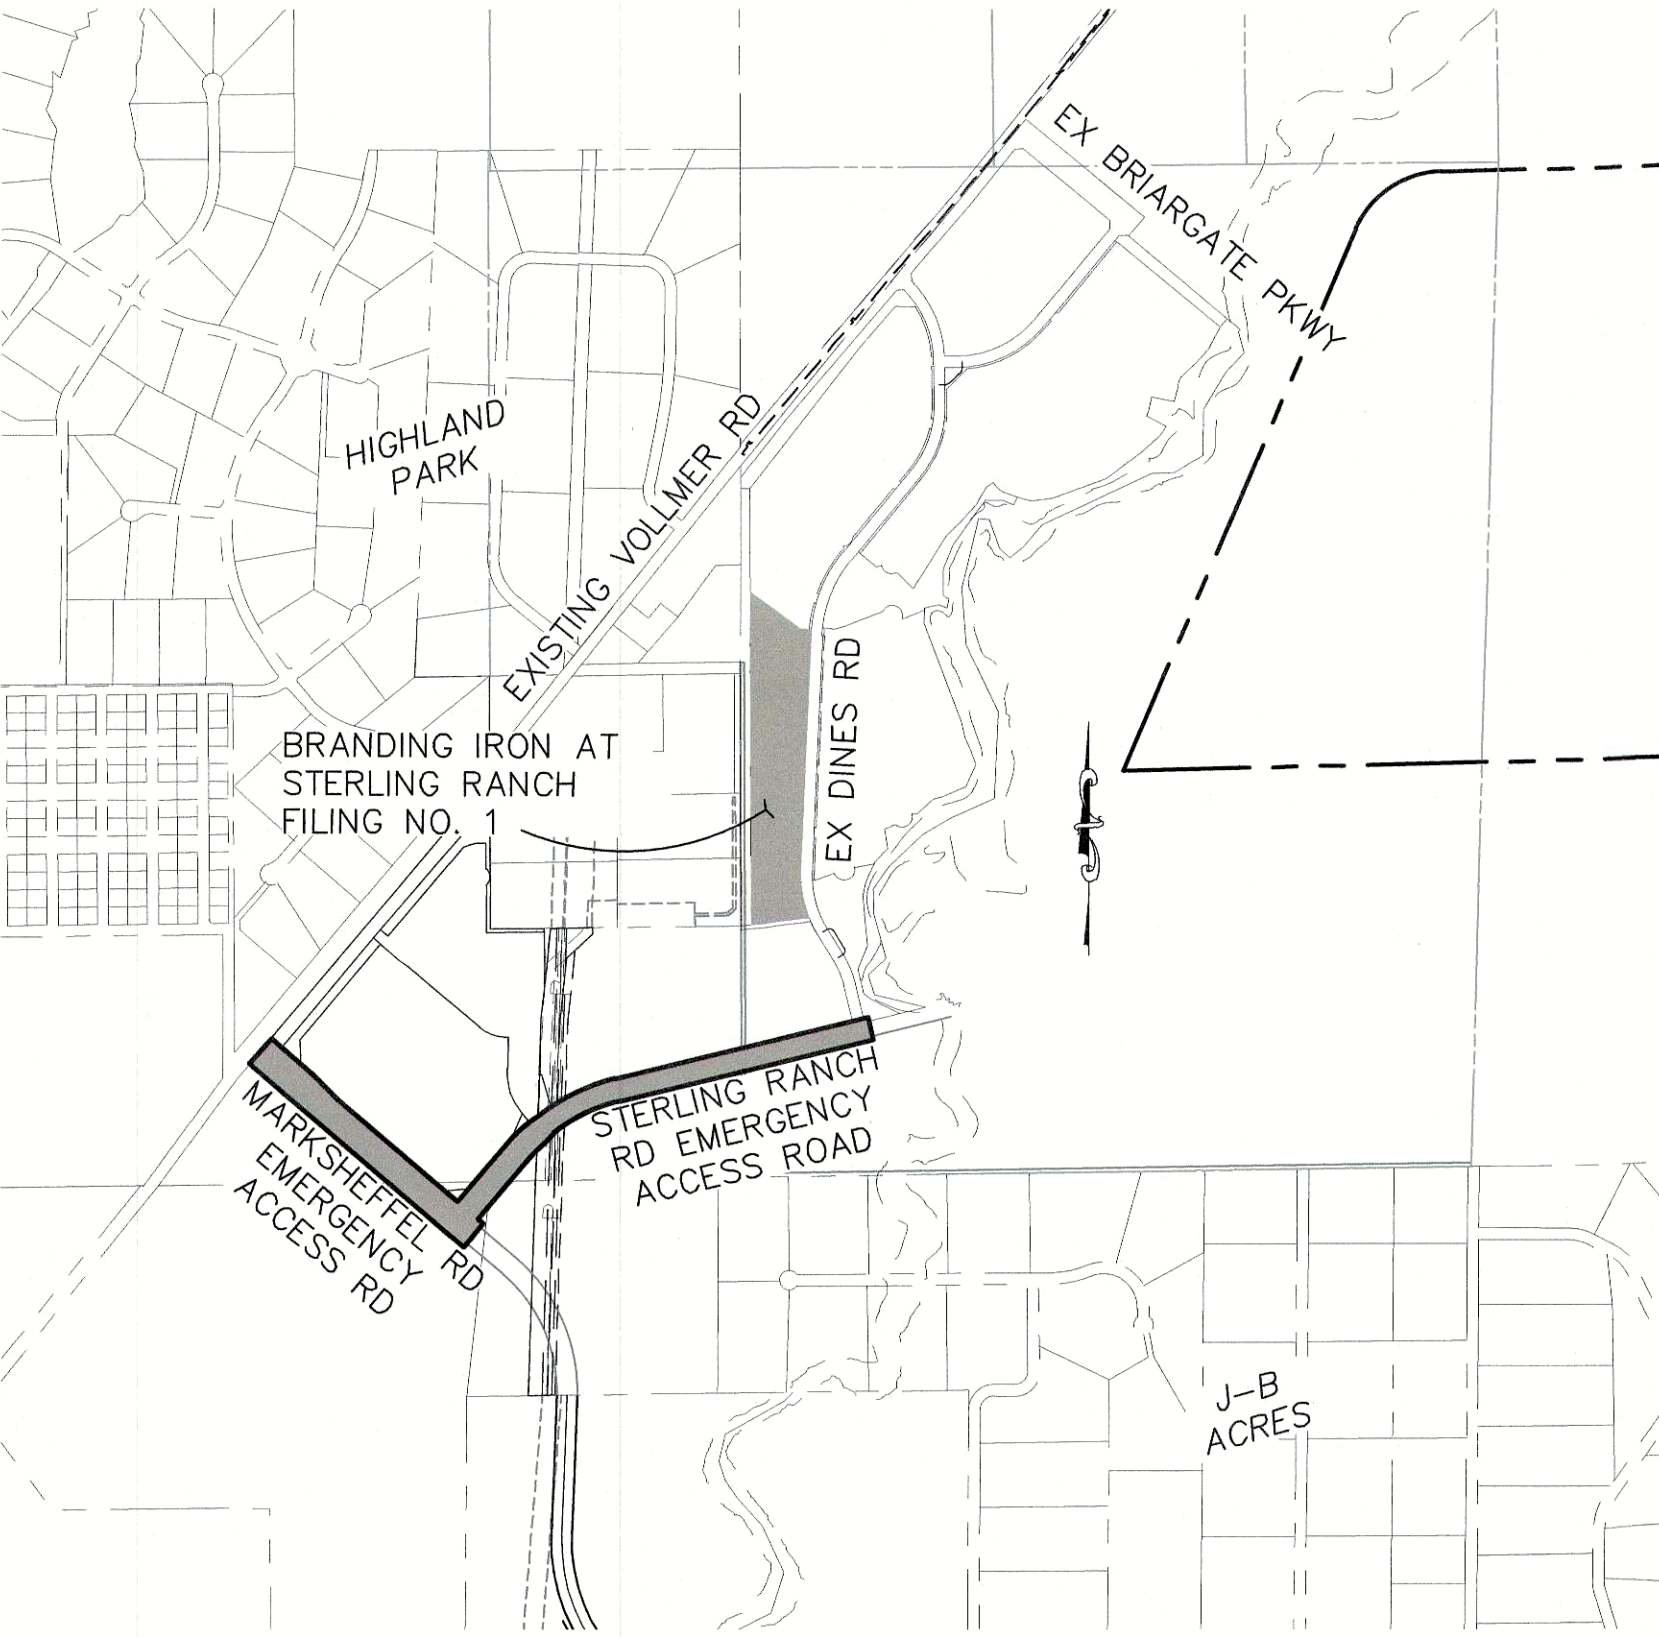 EX BRIARGATE PKWY
HIGHLAND
PARK
EXISTING VOLLMER RD
BRANDING IRON AT
STERLING RANCH
FILING NO. 1
EX DINES RD
STERLING RANCH
RD EMERGENCY
ACCESS ROAD
MARKSHEFFEL RD
EMERGENCY
ACCESS RD
J-B
ACRES